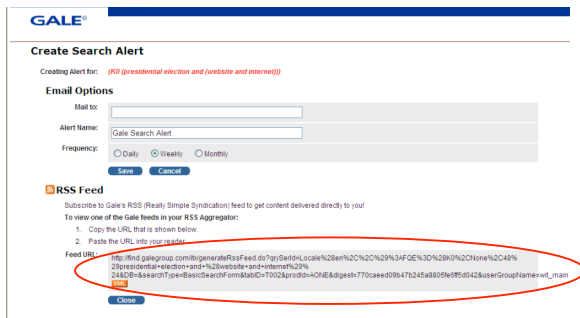 GALE®
Create Search Alert
Creating Alert for: (K0 (presidential election and (website and internet)))
Email Options
Mail to:
Alert Name: Gale Search Alert
Frequency: Daily Weekly Monthly
Save Cancel
RSS Feed
Subscribe to Gale's RSS (Really Simple Syndication) feed to get content delivered directly to you!
To view one of the Gale feeds in your RSS Aggregator:
1. Copy the URL that is shown below.
2. Paste the URL into your reader.
Feed URL: http://find.galegroup.com/itx/generateRssFeed.do?qrySerId=Locale%28en%2C%2C%29%3AFQE%3D%28K0%2CNone%2C48%
29presidential+election+and+%28website+and+internet%29%
24&DB=&searchType=BasicSearchForm&tabID=T002&prodId=AONE&digest=770caeed09b47b245a8805fe6ff5d042&userGroupName=wit_main
XML
Close